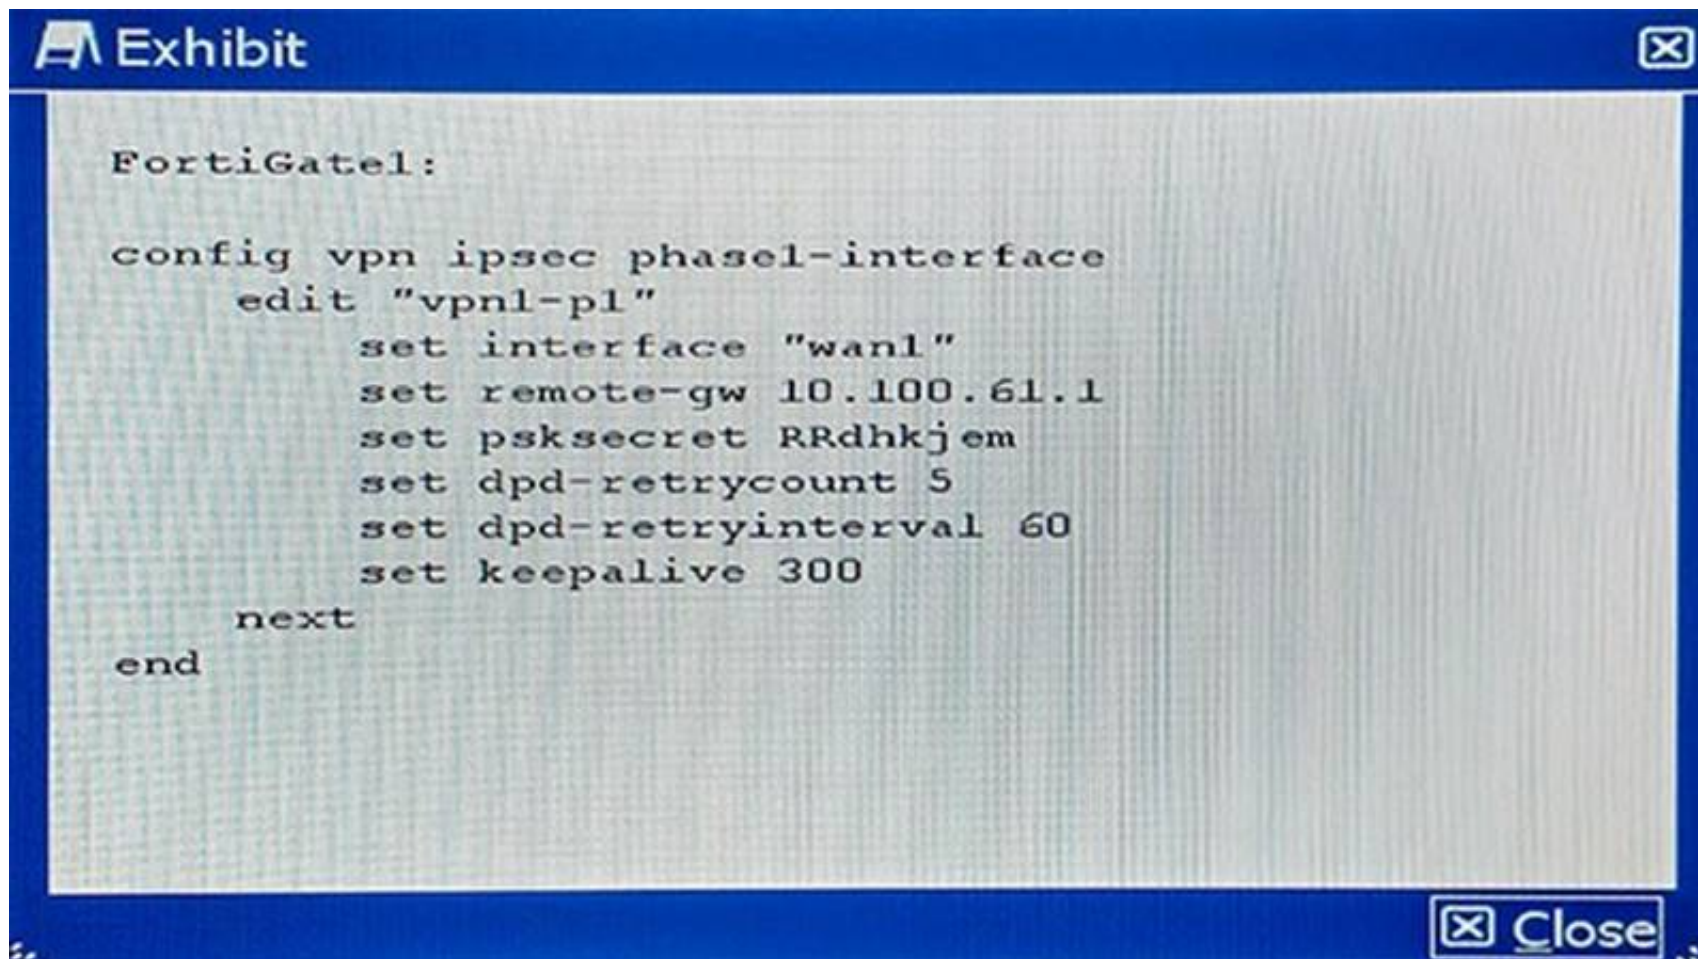 Exhibit
FortiGate1:
config vpn ipsec phase1-interface
edit "vpn1-p1"
set interface "wan1"
set remote-gw 10.100.61.1
set psksecret RRdhkjem
set dpd-retrycount 5
set dpd-retryinterval 60
set keepalive 300
next
end
Close